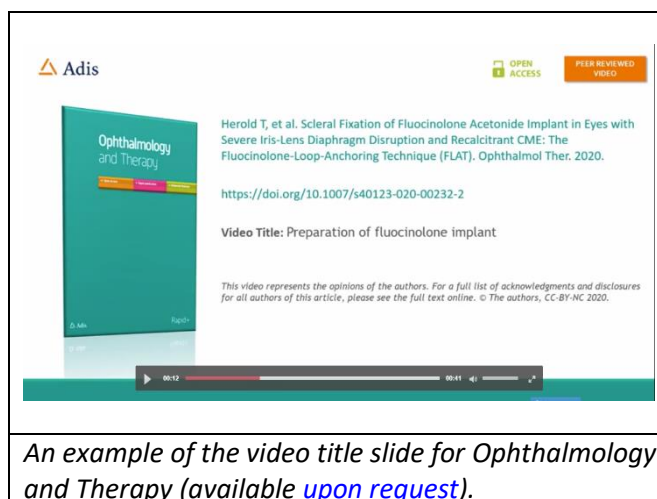 Adis
OPEN
ACCESS
PEER REVIEWED
VIDEO
Ophthalmology
and Therapy
Adis
Rapid+
Herold T, et al. Scleral Fixation of Fluocinolone Acetonide Implant in Eyes with
Severe Iris-Lens Diaphragm Disruption and Recalcitrant CME: The
Fluocinolone-Loop-Anchoring Technique (FLAT). Ophthalmol Ther. 2020.
https://doi.org/10.1007/s40123-020-00232-2
Video Title: Preparation of fluocinolone implant
This video represents the opinions of the authors. For a full list of acknowledgments and disclosures
for all authors of this article, please see the full text online. © The authors, CC-BY-NC 2020.
00:12
00:41
An example of the video title slide for Ophthalmology
and Therapy (available upon request).